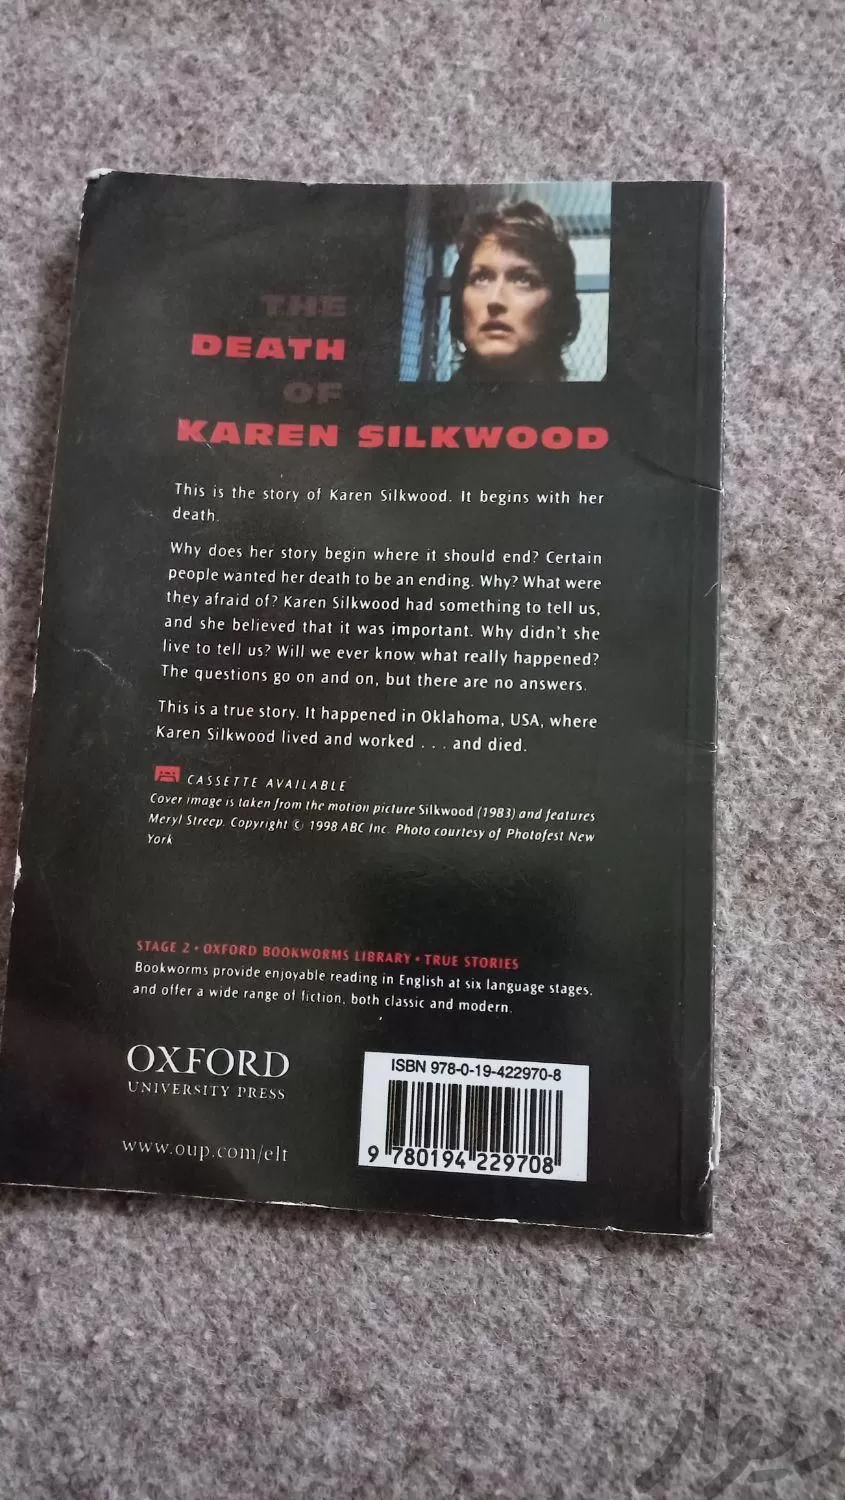 THE
DEATH
OF
KAREN SILKWOOD
This is the story of Karen Silkwood. It begins with her
death.
Why does her story begin where it should end? Certain
people wanted her death to be an ending. Why? What were
they afraid of? Karen Silkwood had something to tell us,
and she believed that it was important. Why didn't she
live to tell us? Will we ever know what really happened?
The questions go on and on, but there are no answers.
This is a true story. It happened in Oklahoma, USA, where
Karen Silkwood lived and worked . . . and died.
CASSETTE AVAILABLE
Cover image is taken from the motion picture Silkwood (1983) and features
Meryl Streep. Copyright © 1998 ABC Inc. Photo courtesy of Photofest New
York
STAGE 2 • OXFORD BOOKWORMS LIBRARY • TRUE STORIES
Bookworms provide enjoyable reading in English at six language stages,
and offer a wide range of fiction, both classic and modern.
OXFORD
UNIVERSITY PRESS
www.oup.com/elt
ISBN 978-0-19-422970-8
9 780194 229708
دیوار